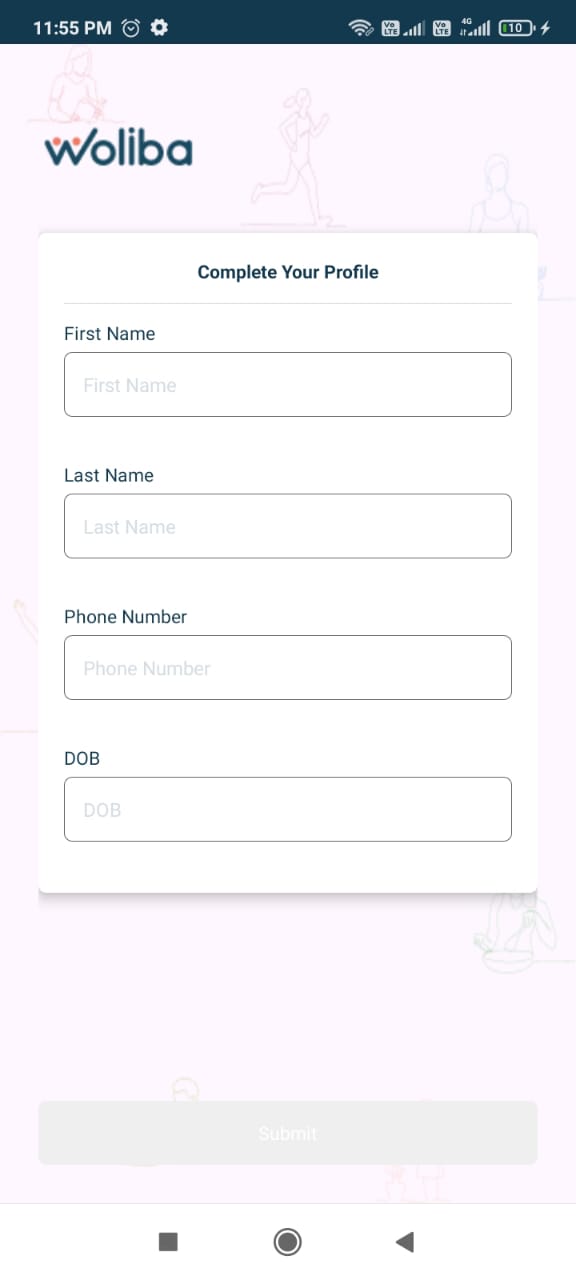 11:55 PM Vo LTE Vo LTE 4G 10
Woliba
Complete Your Profile
First Name
First Name
Last Name
Last Name
Phone Number
Phone Number
DOB
DOB
Submit